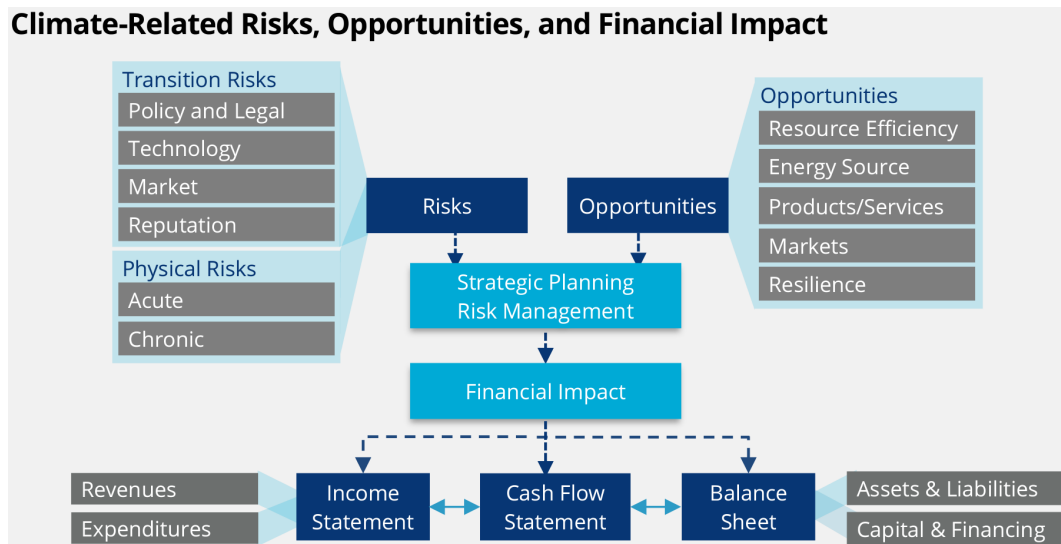 Climate-Related Risks, Opportunities, and Financial Impact
Transition Risks
Policy and Legal
Technology
Market
Reputation
Physical Risks
Acute
Chronic
Risks
Opportunities
Opportunities
Resource Efficiency
Energy Source
Products/Services
Markets
Resilience
Strategic Planning
Risk Management
Financial Impact
Revenues
Expenditures
Income
Statement
Cash Flow
Statement
Balance
Sheet
Assets & Liabilities
Capital & Financing